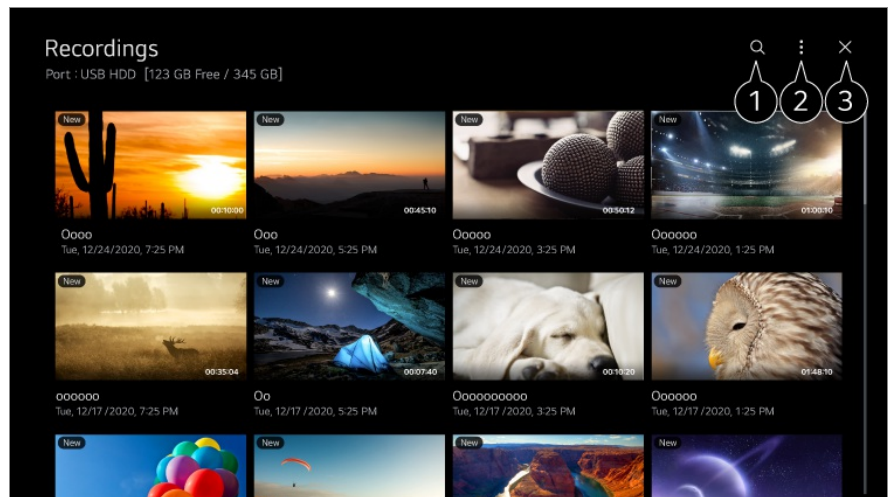 Recordings
Port : USB HDD [123 GB Free / 345 GB]
1 2 3
New New New New
00:10:00 00:45:10 00:50:12 01:00:10
Oooo Ooo Ooooo Oooooo
Tue, 12/24/2020, 7:25 PM Tue, 12/24/2020, 5:25 PM Tue, 12/24/2020, 3:25 PM Tue, 12/24/2020, 1:25 PM
New New New New
00:35:04 00:07:40 00:10:20 01:48:10
oooooo Oo Oooooooooo Oooooo
Tue, 12/17/2020, 7:25 PM Tue, 12/17/2020, 5:25 PM Tue, 12/17/2020, 3:25 PM Tue, 12/17/2020, 1:25 PM
New New New New